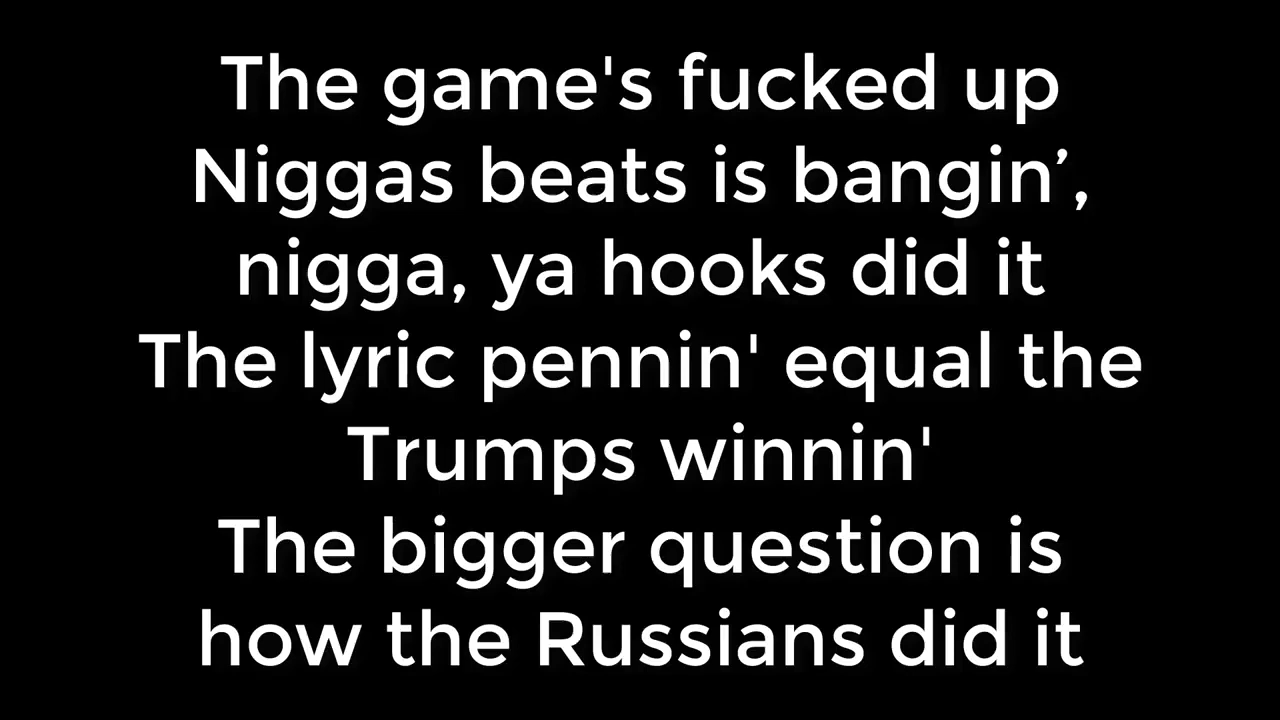 The game's fucked up
Niggas beats is bangin’,
nigga, ya hooks did it
The lyric pennin' equal the
Trumps winnin'
The bigger question is
how the Russians did it